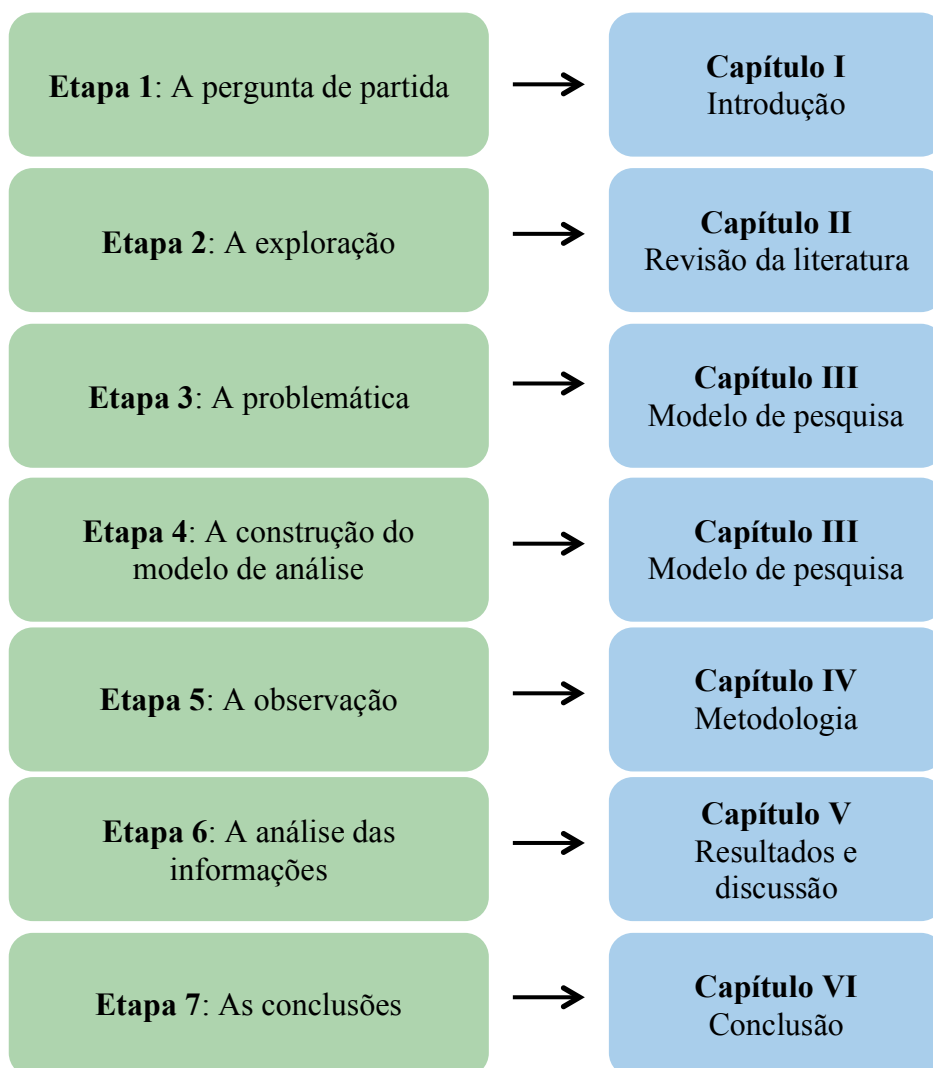 Etapa 1: A pergunta de partida
Capítulo I
Introdução
Etapa 2: A exploração
Capítulo II
Revisão da literatura
Etapa 3: A problemática
Capítulo III
Modelo de pesquisa
Etapa 4: A construção do
modelo de análise
Capítulo III
Modelo de pesquisa
Etapa 5: A observação
Capítulo IV
Metodologia
Etapa 6: A análise das
informações
Capítulo V
Resultados e
discussão
Etapa 7: As conclusões
Capítulo VI
Conclusão